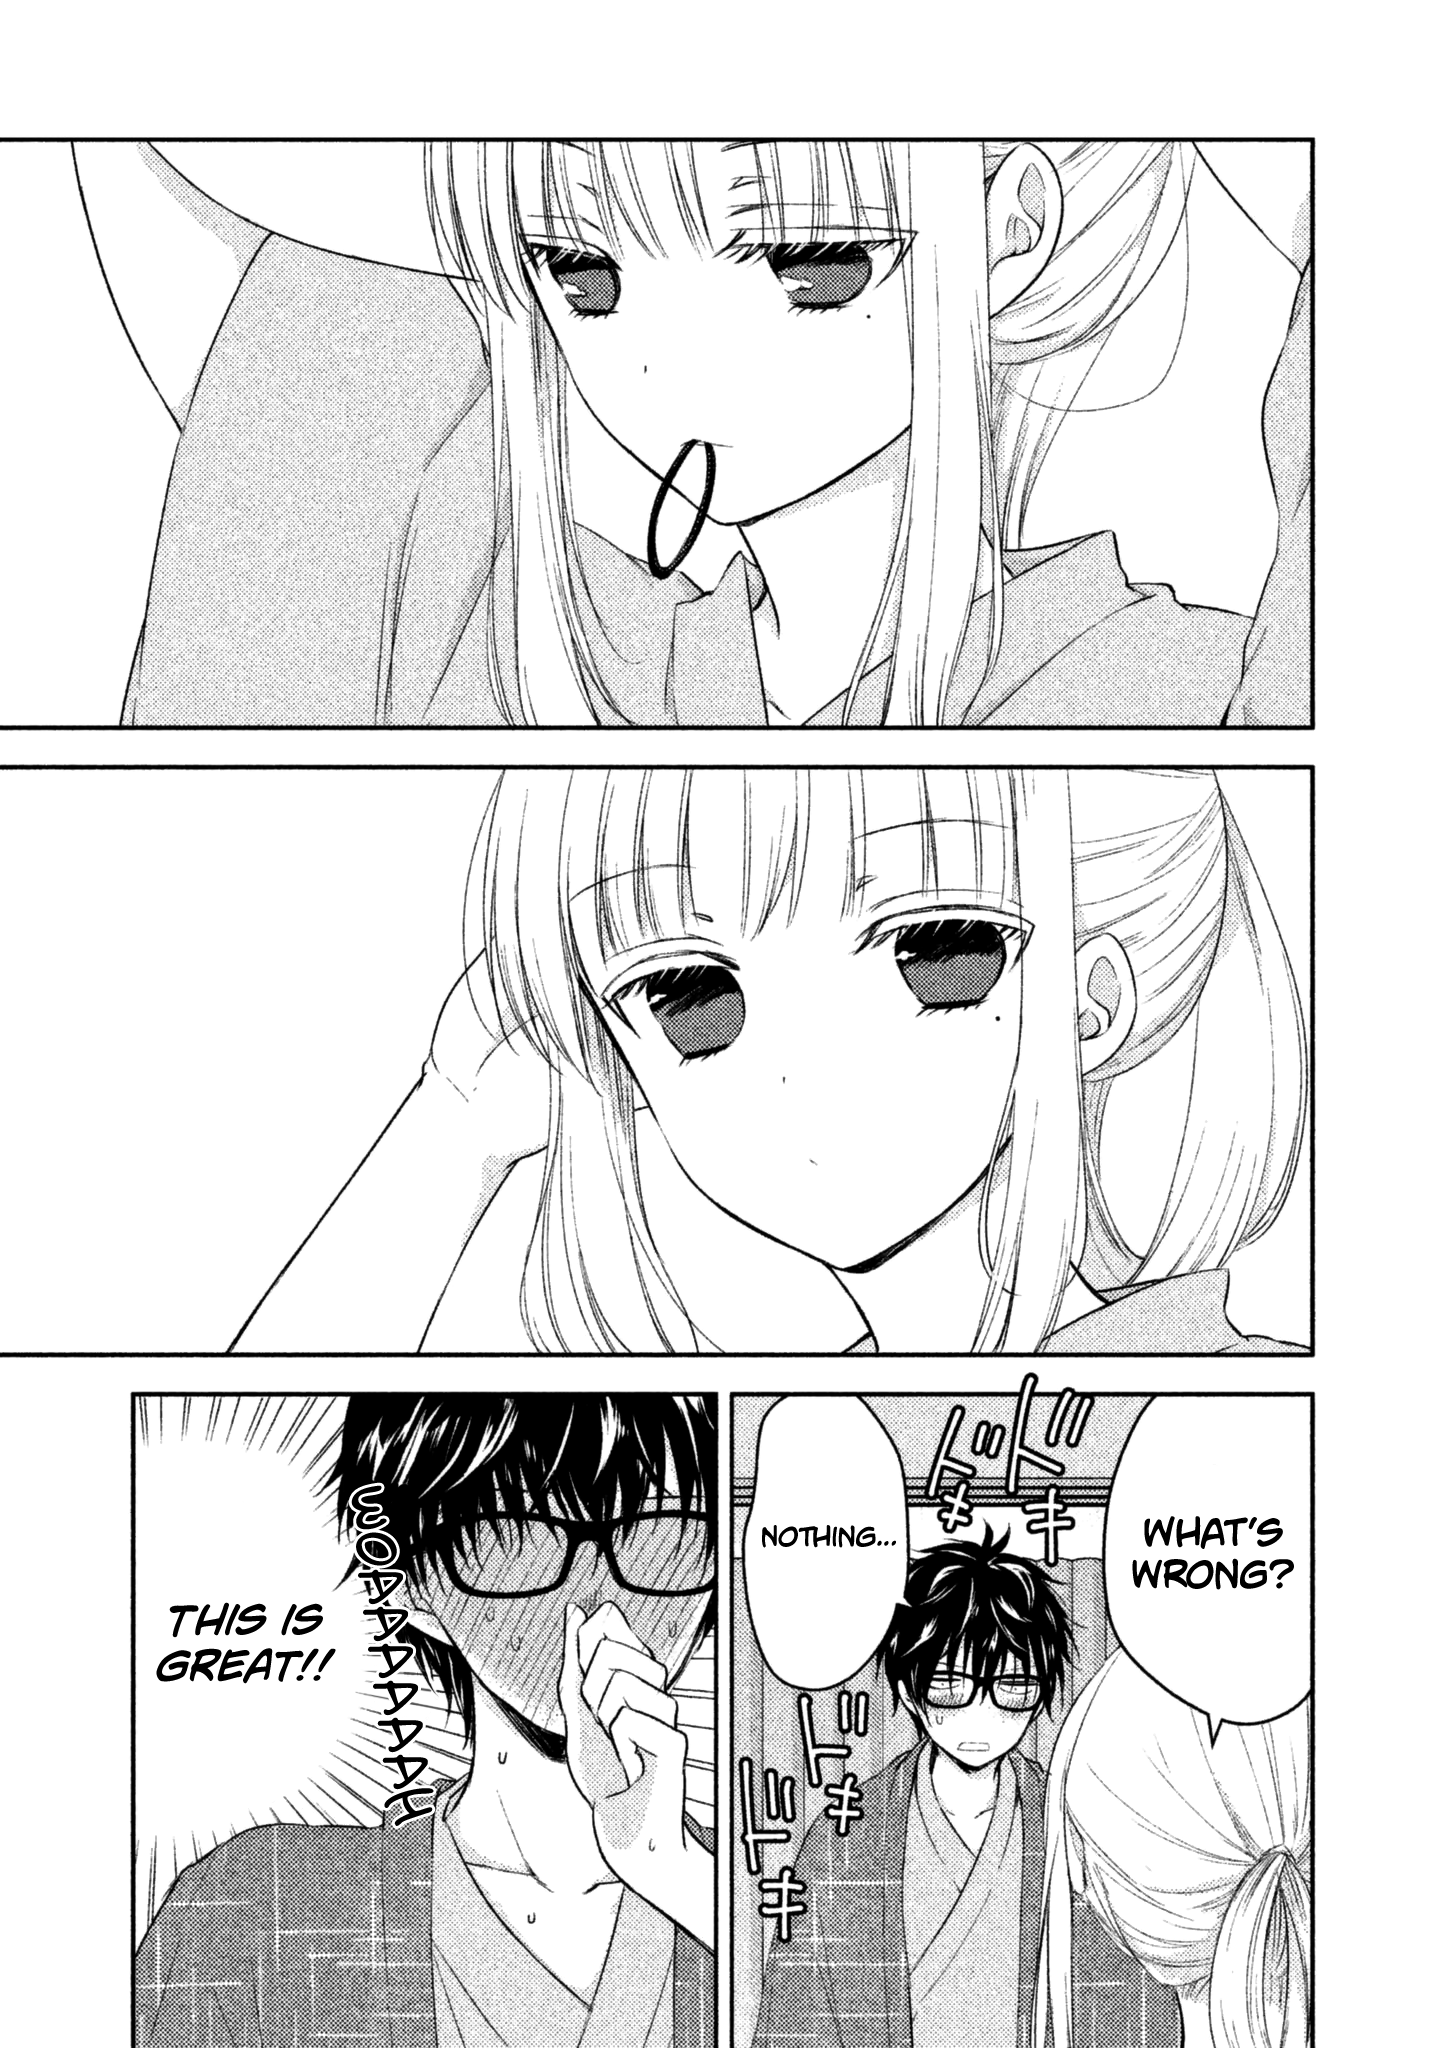 WHAT'S
WRONG?
ドキ
ドキ
NOTHING...
ドキ
ドキ
WOAAAAAAH
THIS IS
GREAT!!